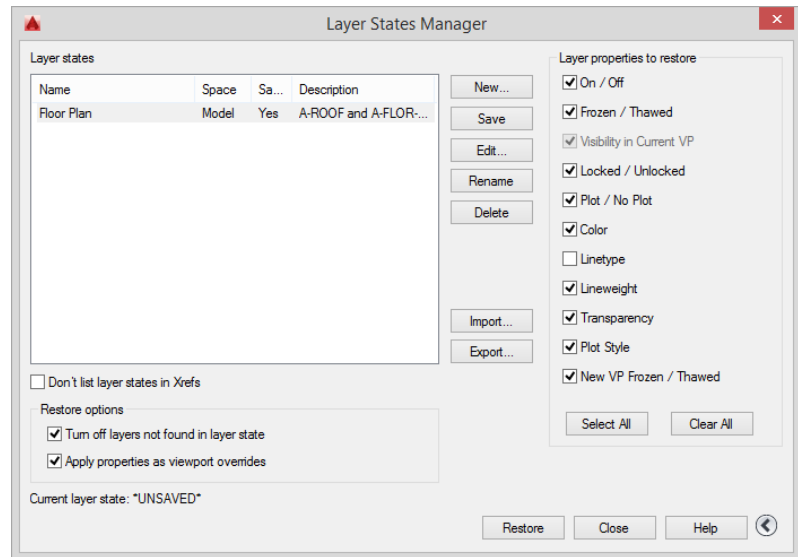 Layer States Manager
Layer states
Name Space Sa... Description
Floor Plan Model Yes A-ROOF and A-FLOR-...
New...
Save
Edit...
Rename
Delete
Import...
Export...
Don't list layer states in Xrefs
Restore options
Turn off layers not found in layer state
Apply properties as viewport overrides
Current layer state: *UNSAVED*
Layer properties to restore
On / Off
Frozen / Thawed
Visibility in Current VP
Locked / Unlocked
Plot / No Plot
Color
Linetype
Lineweight
Transparency
Plot Style
New VP Frozen / Thawed
Select All Clear All
Restore Close Help